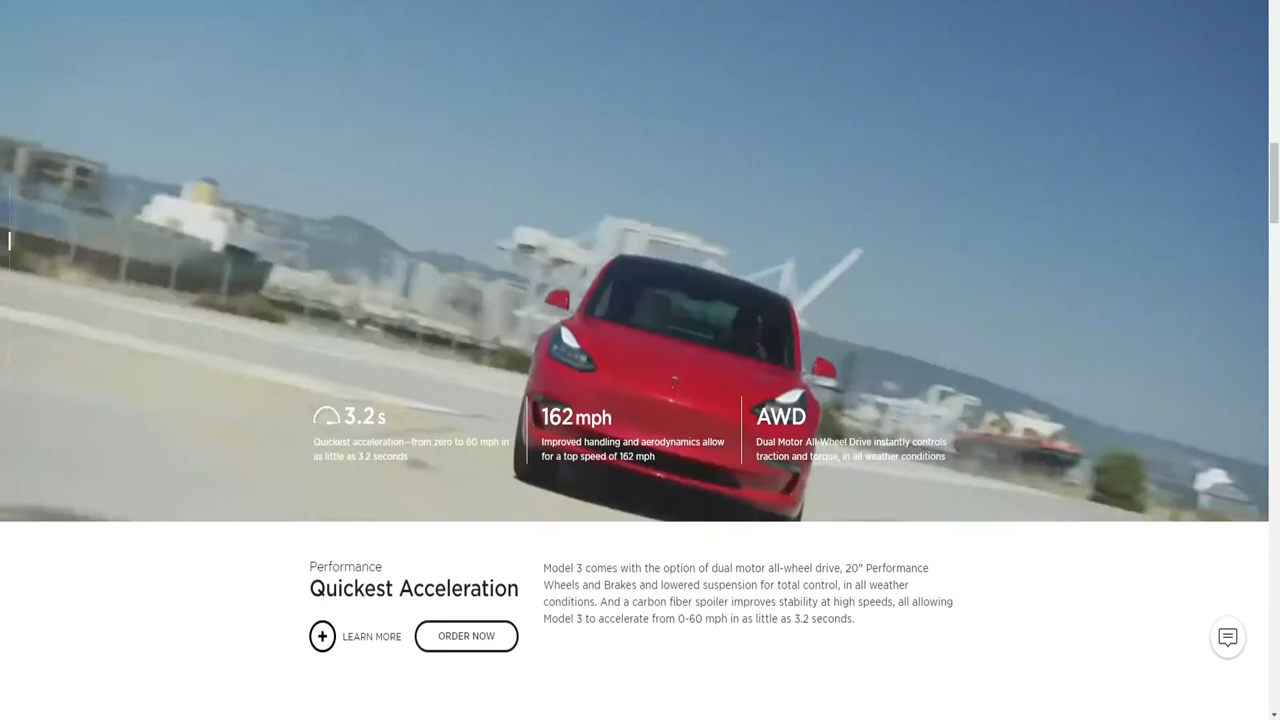 3.2 s
Quickest acceleration—from zero to 60 mph in
as little as 3.2 seconds
162 mph
Improved handling and aerodynamics allow
for a top speed of 162 mph
AWD
Dual Motor All-Wheel Drive instantly controls
traction and torque, in all weather conditions
Performance
Quickest Acceleration
LEARN MORE
ORDER NOW
Model 3 comes with the option of dual motor all-wheel drive, 20” Performance
Wheels and Brakes and lowered suspension for total control, in all weather
conditions. And a carbon fiber spoiler improves stability at high speeds, all allowing
Model 3 to accelerate from 0-60 mph in as little as 3.2 seconds.